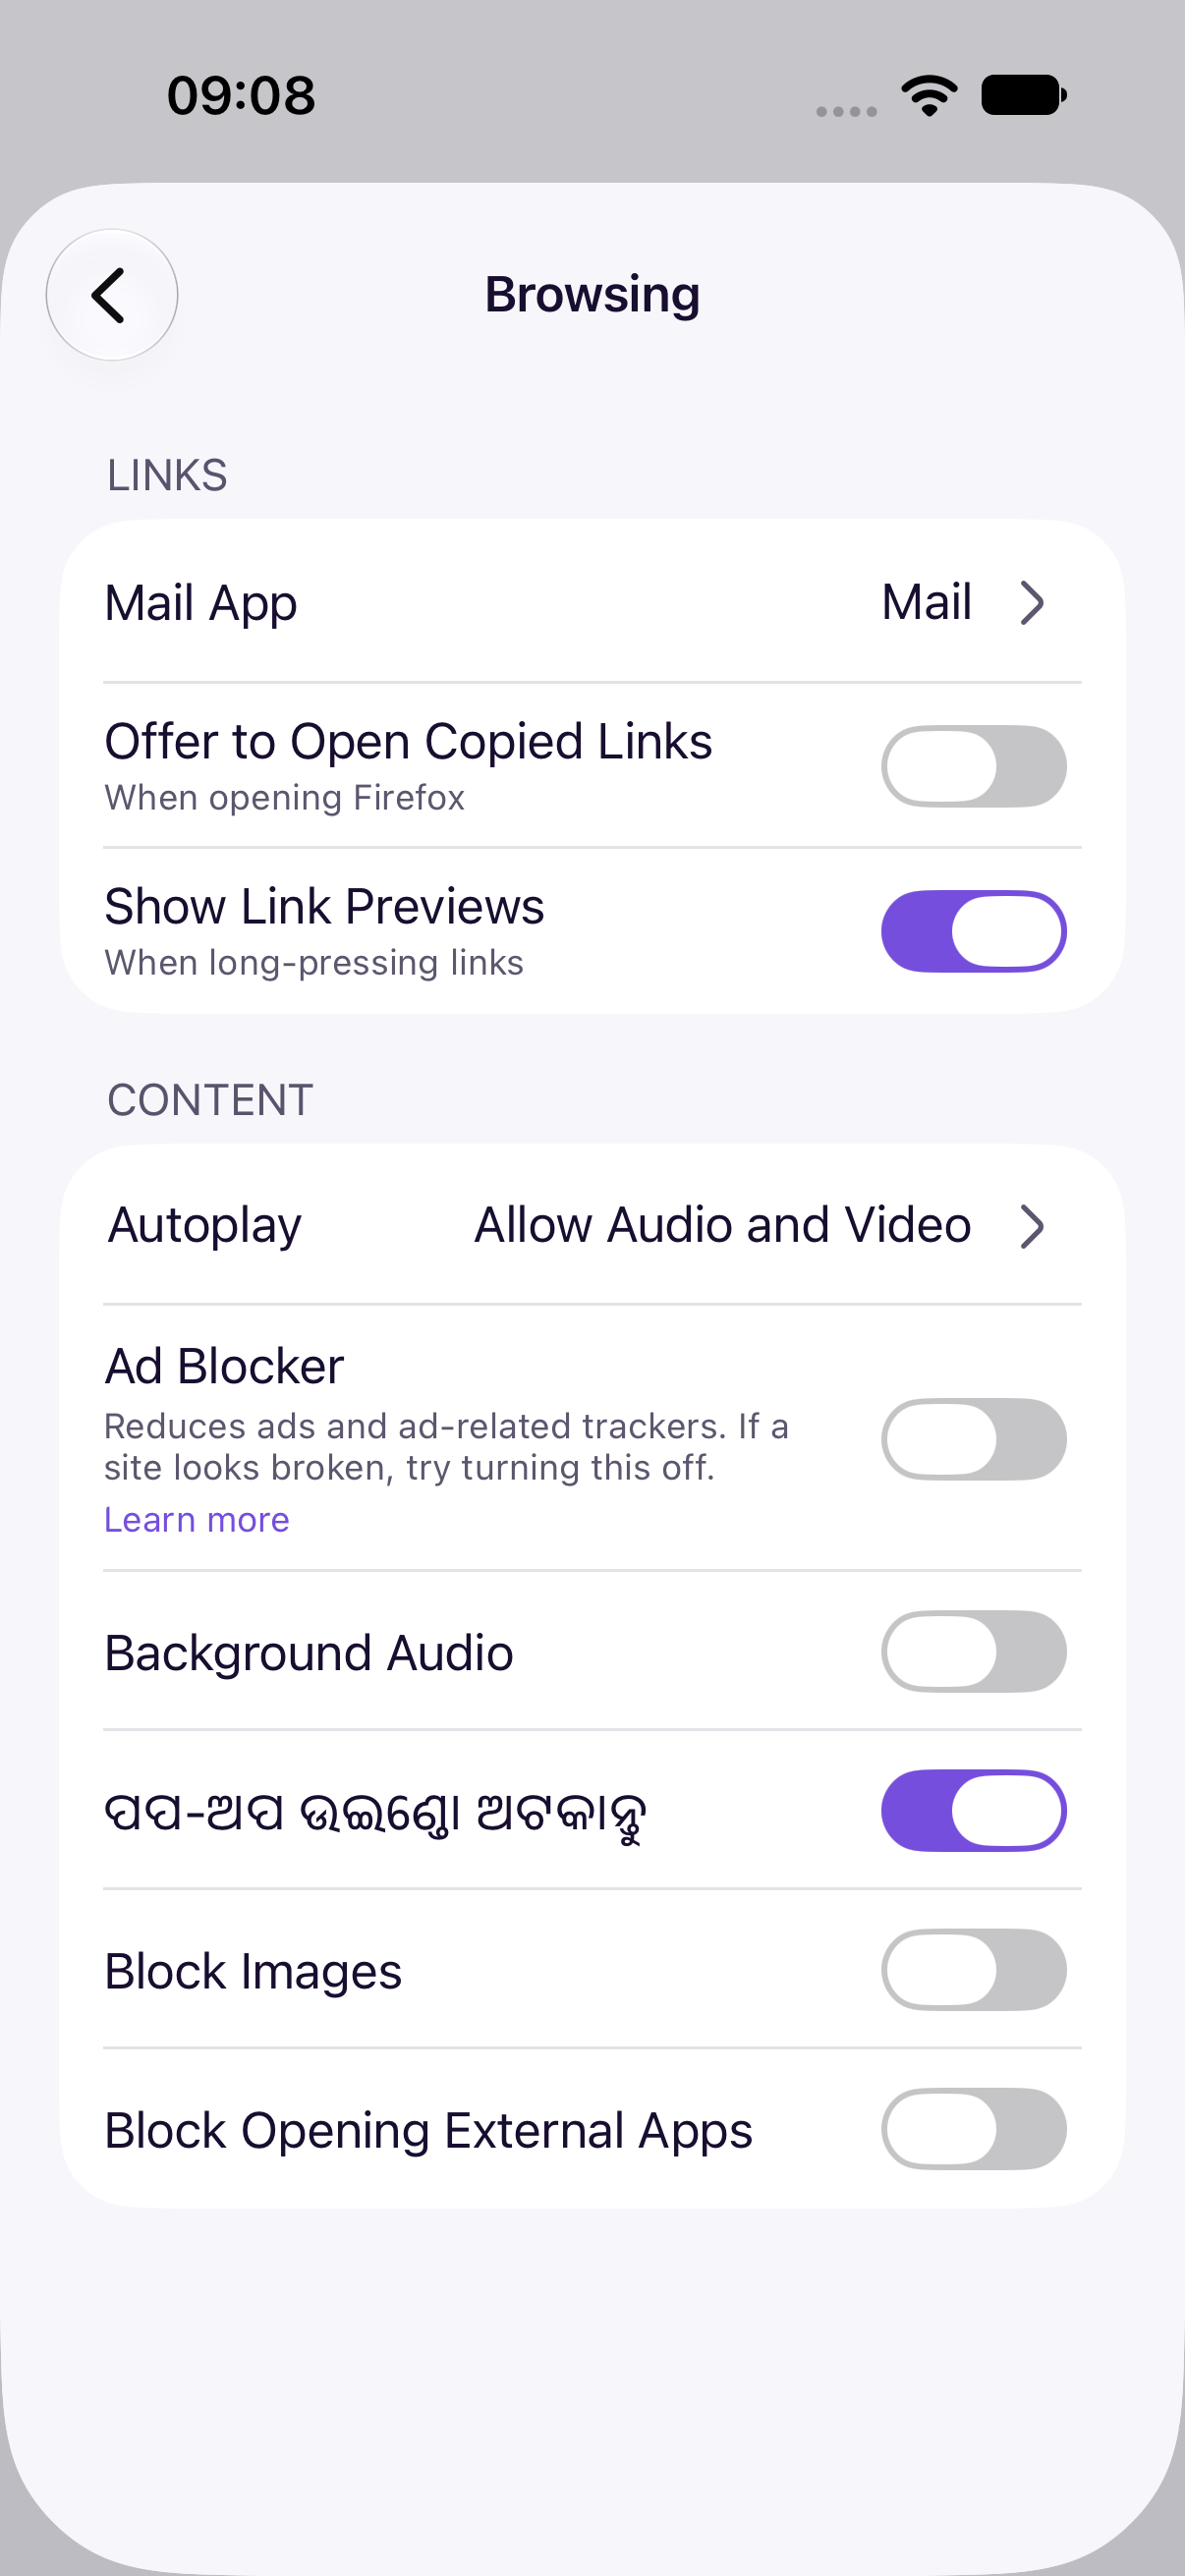 09:08
Browsing
LINKS
Mail App
Mail
Offer to Open Copied Links
When opening Firefox
Show Link Previews
When long-pressing links
CONTENT
Autoplay
Allow Audio and Video
Ad Blocker
Reduces ads and ad-related trackers. If a
site looks broken, try turning this off.
Learn more
Background Audio
ପପ-ଅପ ଉଇଣ୍ଡୋ ଅଟକାନ୍ତୁ
Block Images
Block Opening External Apps